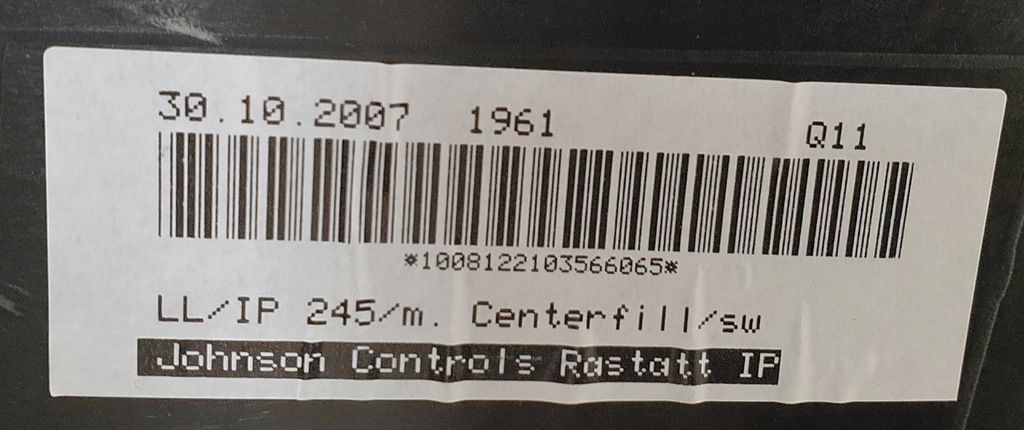 30.10.2007 1961 Q11
*1008122103566065*
LL/IP 245/m. Centerfill/sw
Johnson Controls Rastatt IP